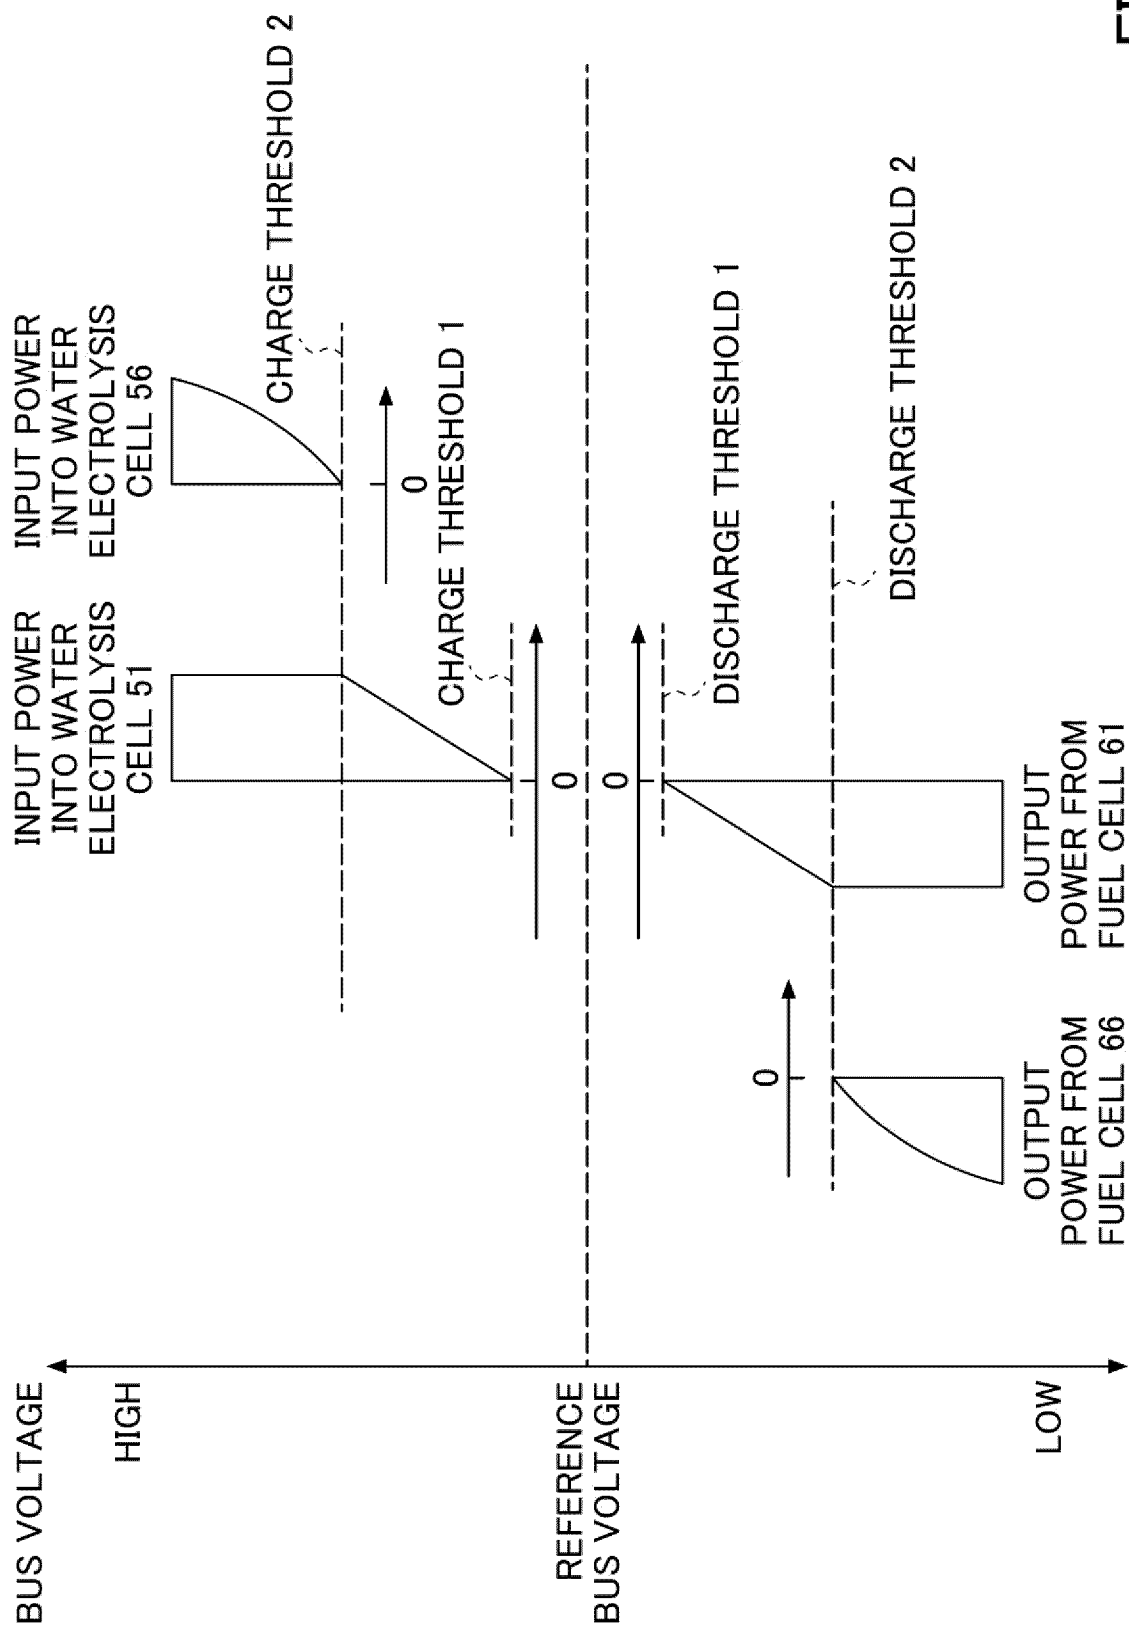 BUS VOLTAGE
HIGH
REFERENCE
BUS VOLTAGE
LOW
INPUT POWER
INTO WATER
ELECTROLYSIS
CELL 51
INPUT POWER
INTO WATER
ELECTROLYSIS
CELL 56
CHARGE THRESHOLD 2
0
CHARGE THRESHOLD 1
0
0
DISCHARGE THRESHOLD 1
0
DISCHARGE THRESHOLD 2
OUTPUT
POWER FROM
FUEL CELL 66
OUTPUT
POWER FROM
FUEL CELL 61